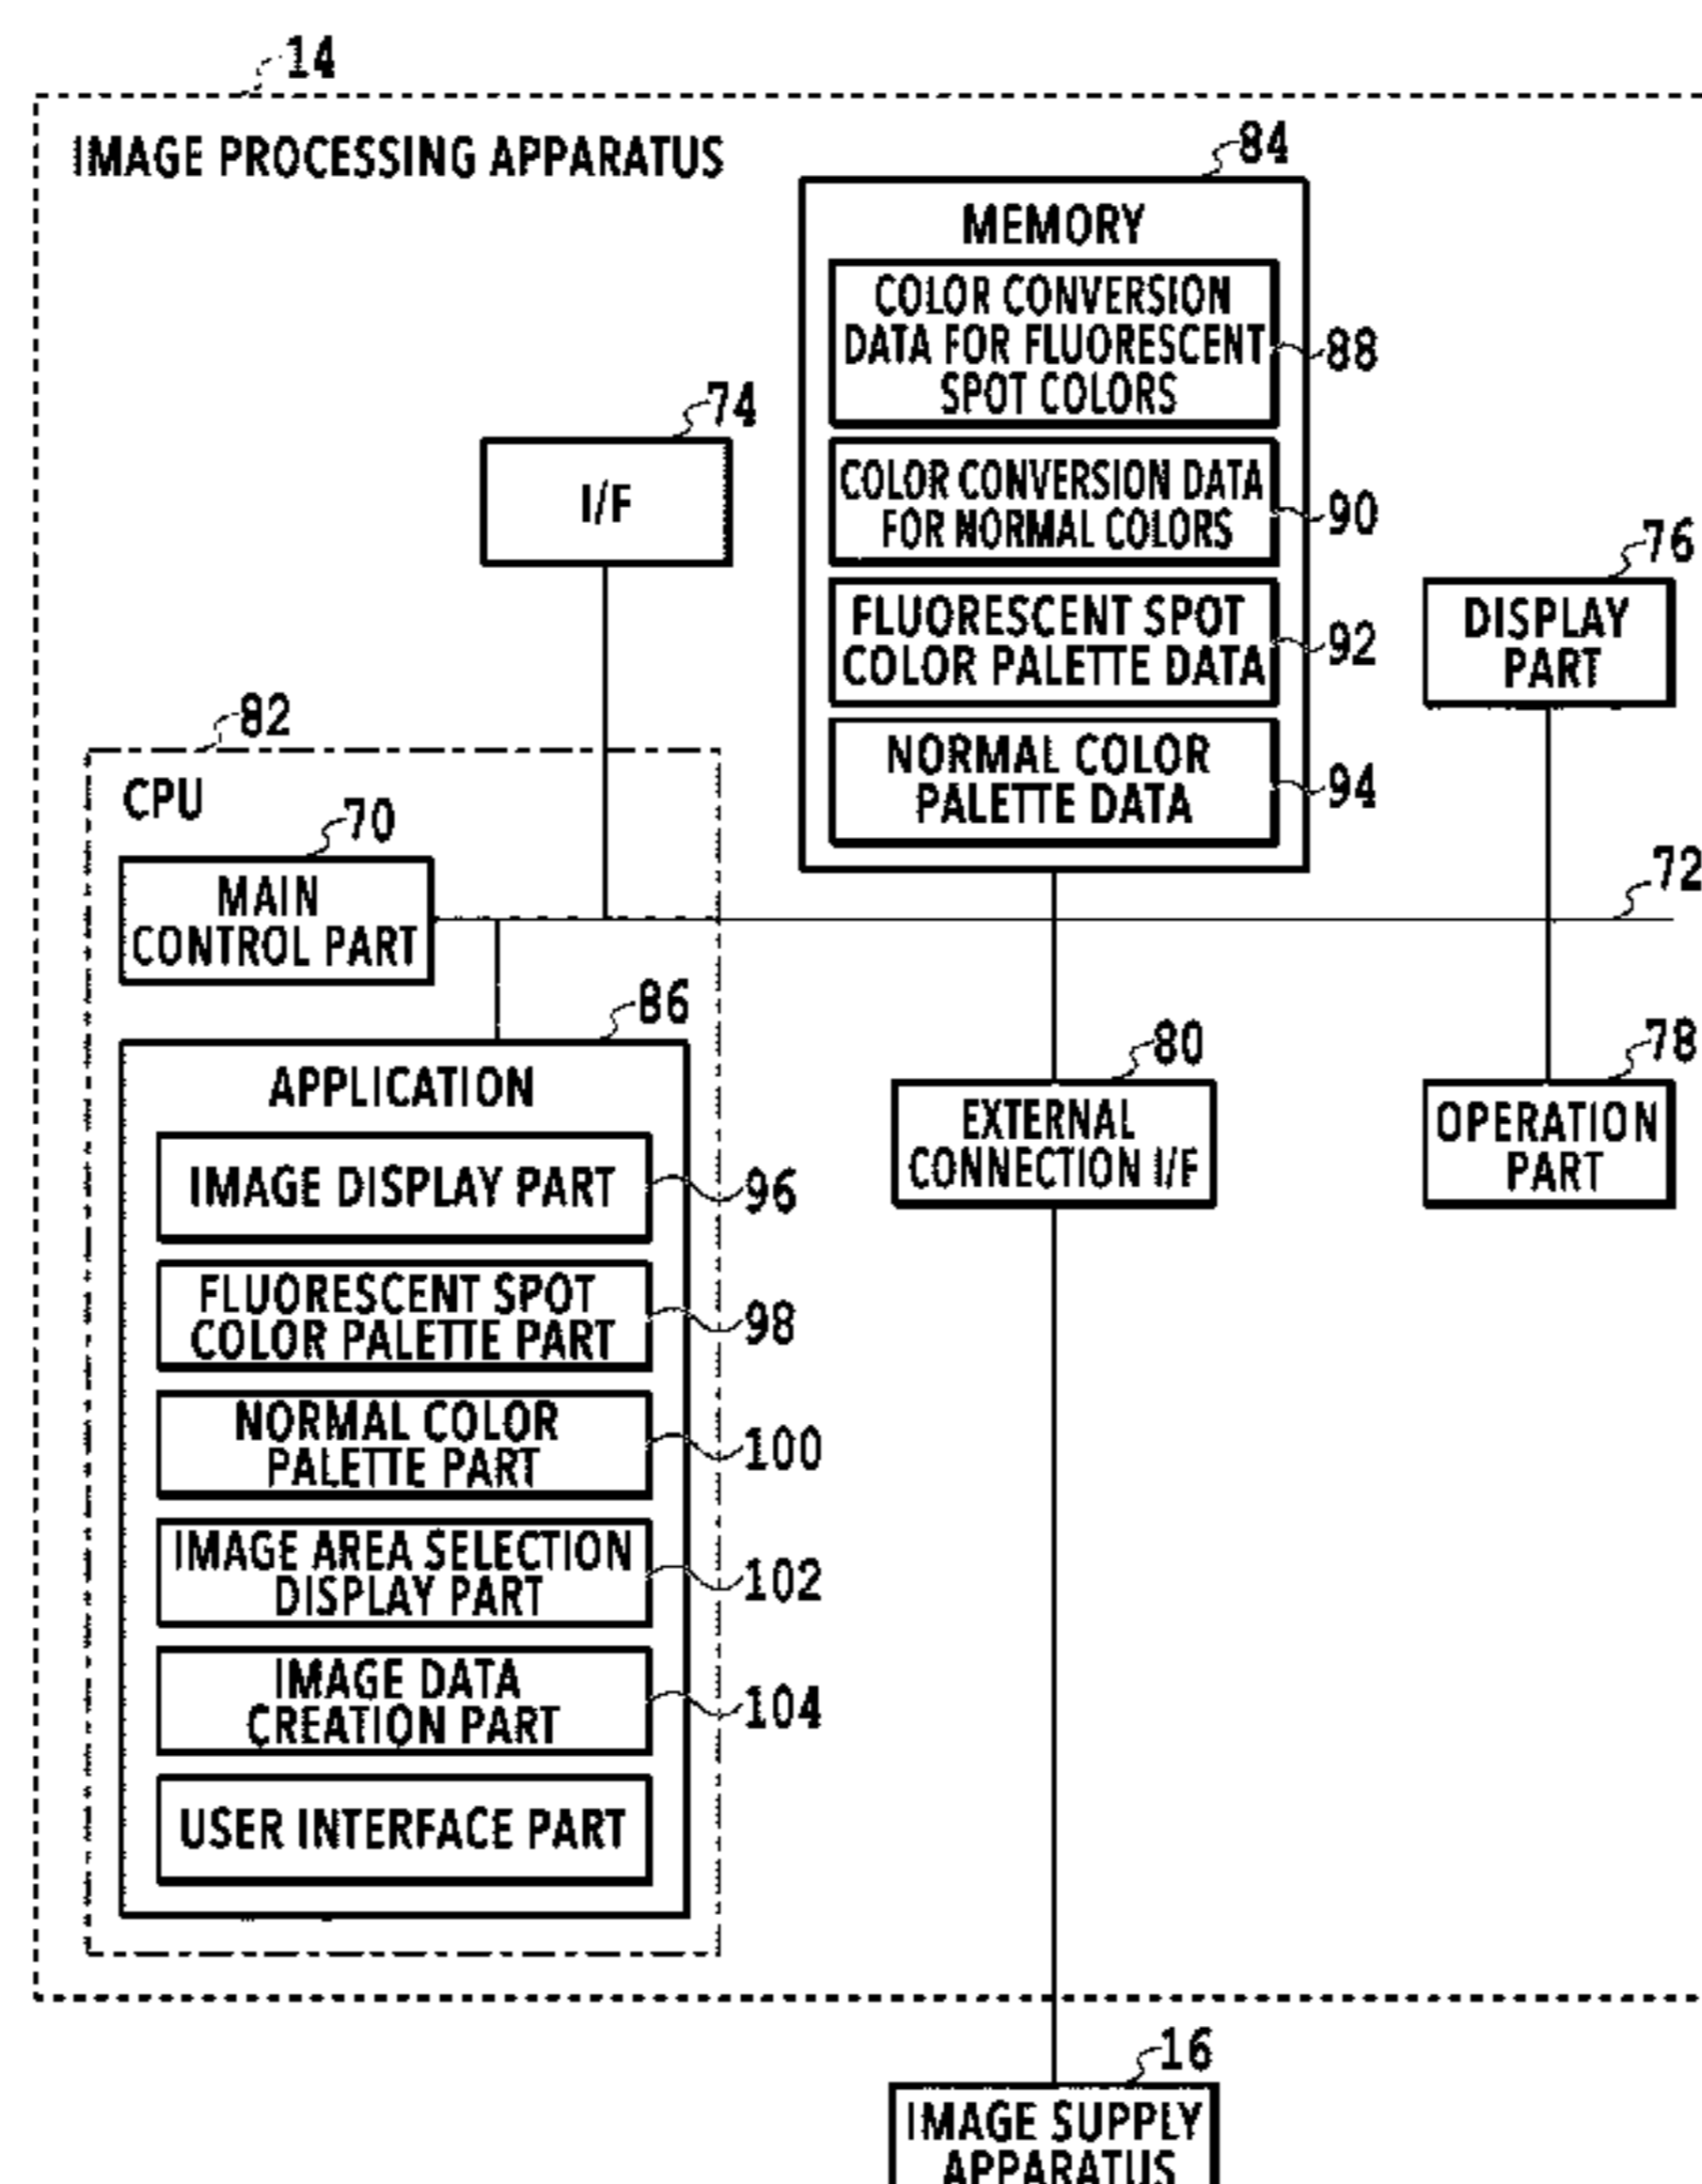 14
IMAGE PROCESSING APPARATUS
84
MEMORY
COLOR CONVERSION
DATA FOR FLUORESCENT
SPOT COLORS
88
COLOR CONVERSION DATA
FOR NORMAL COLORS
90
FLUORESCENT SPOT
COLOR PALETTE DATA
92
NORMAL COLOR
PALETTE DATA
94
74
I/F
76
DISPLAY
PART
82
CPU
70
MAIN
CONTROL PART
72
86
APPLICATION
IMAGE DISPLAY PART
96
FLUORESCENT SPOT
COLOR PALETTE PART
98
NORMAL COLOR
PALETTE PART
100
IMAGE AREA SELECTION
DISPLAY PART
102
IMAGE DATA
CREATION PART
104
USER INTERFACE PART
80
EXTERNAL
CONNECTION I/F
78
OPERATION
PART
16
IMAGE SUPPLY
APPARATUS